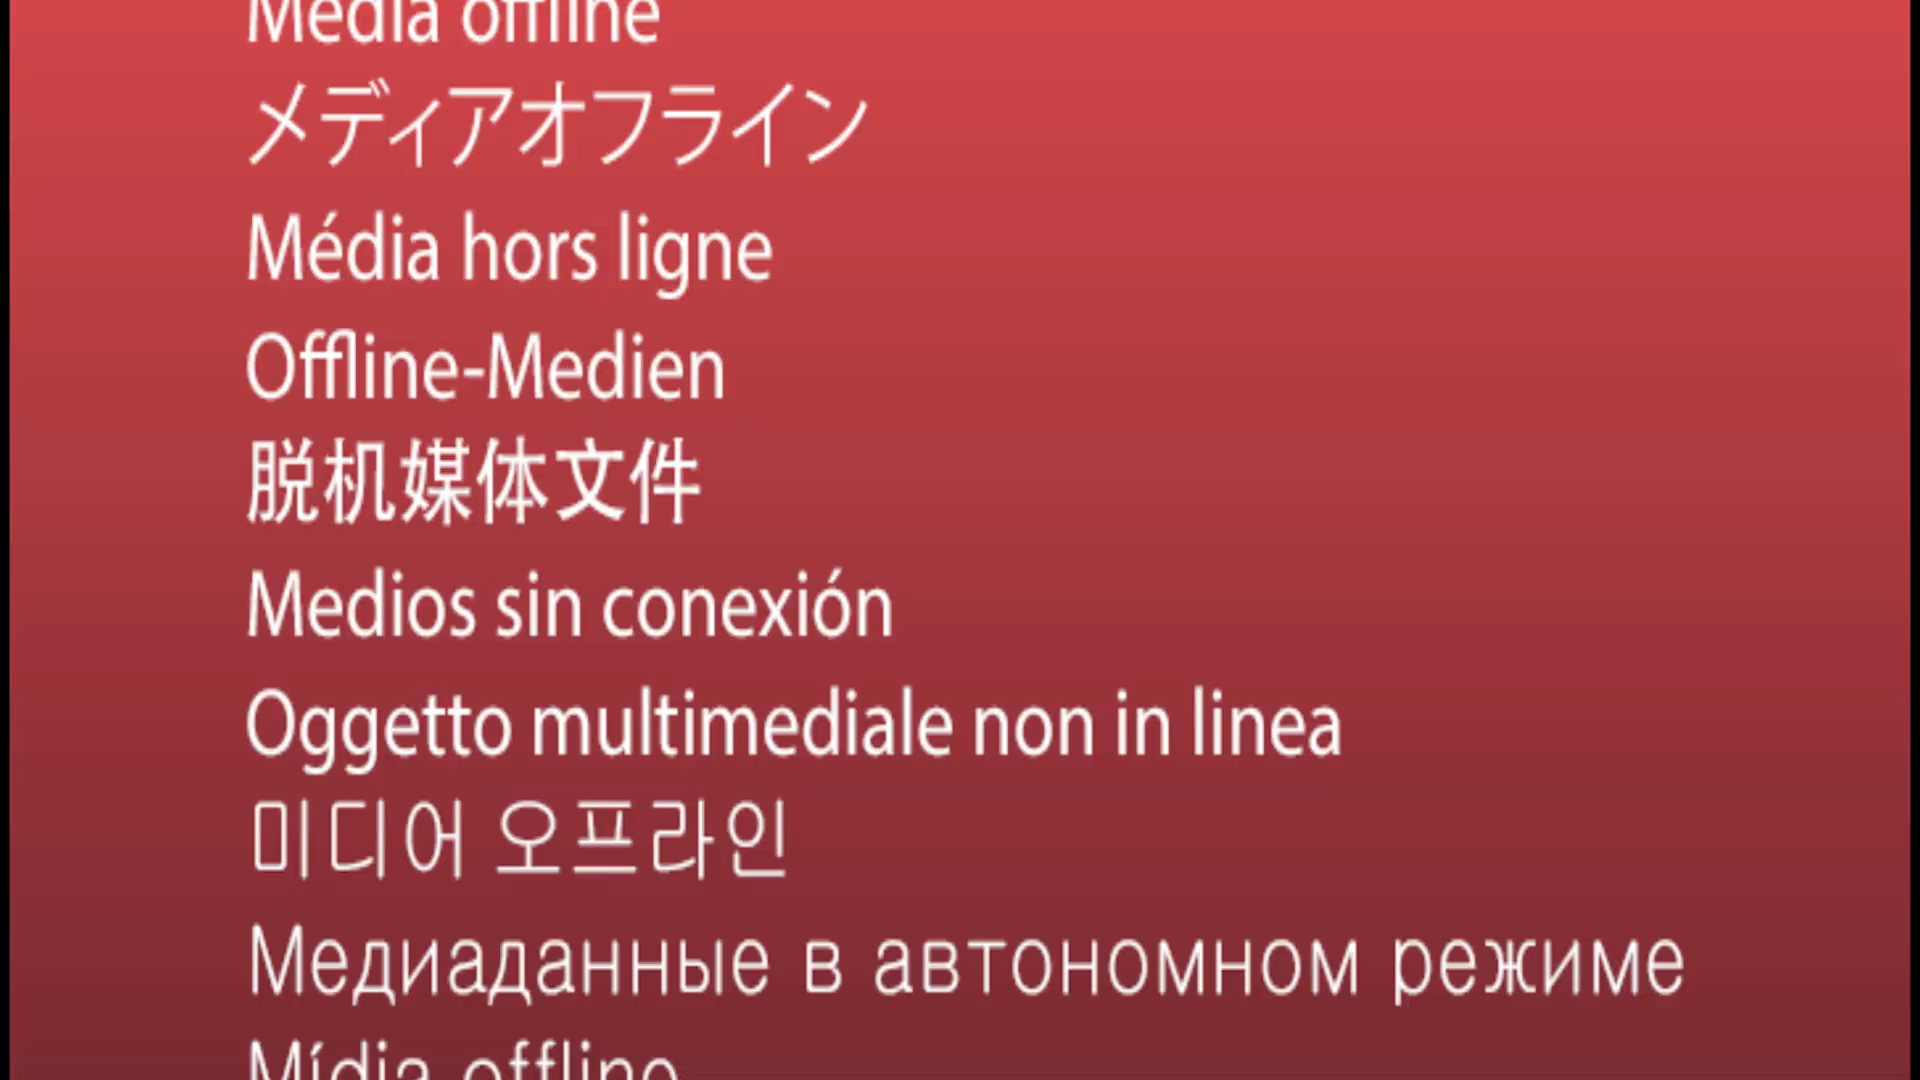 Media offline
メディアオフライン
Média hors ligne
Offline-Medien
脱机媒体文件
Medios sin conexión
Oggetto multimediale non in linea
미디어 오프라인
Медиаданные в автономном режиме
Mídia offline